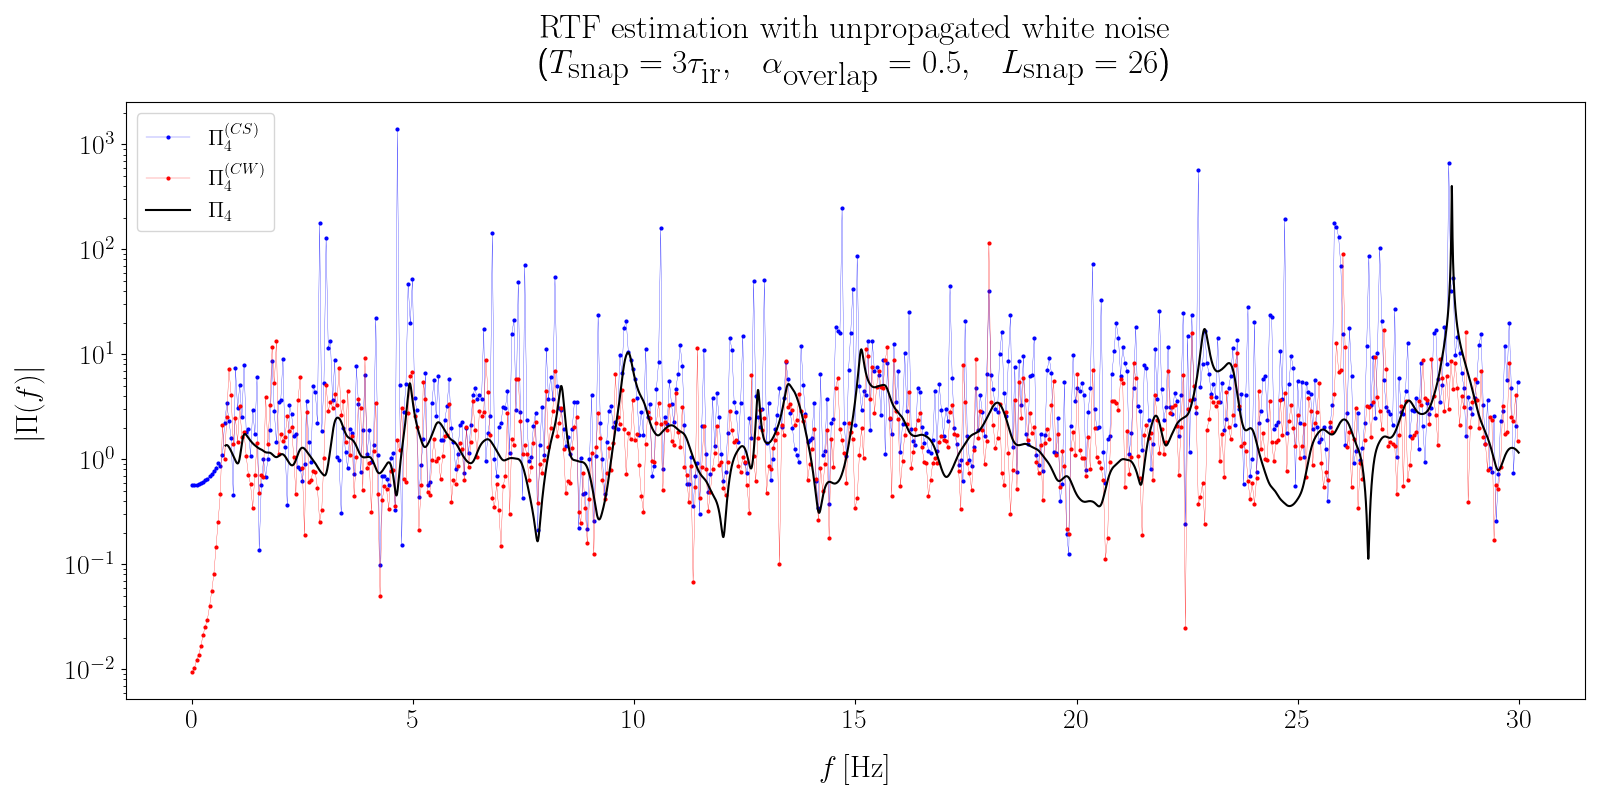 RTF estimation with unpropagated white noise
(T_snap = 3τ_ir, α_overlap = 0.5, L_snap = 26)
Π_4^(CS)
Π_4^(CW)
Π_4
|Π(f)|
10^3
10^2
10^1
10^0
10^−1
10^−2
0 5 10 15 20 25 30
f [Hz]